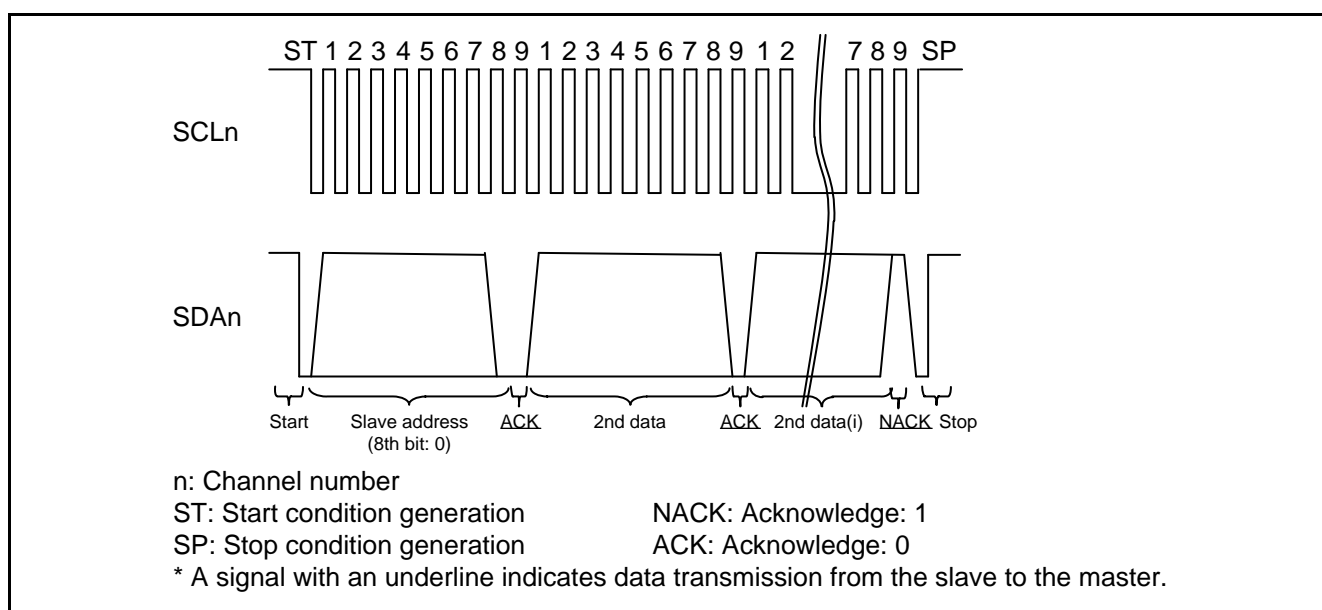 ST 1 2 3 4 5 6 7 8 9 1 2 3 4 5 6 7 8 9 1 2 7 8 9 SP
SCLn
SDAn
Start Slave address ACK 2nd data ACK 2nd data(i) NACK Stop
(8th bit: 0)
n: Channel number
ST: Start condition generation NACK: Acknowledge: 1
SP: Stop condition generation ACK: Acknowledge: 0
* A signal with an underline indicates data transmission from the slave to the master.